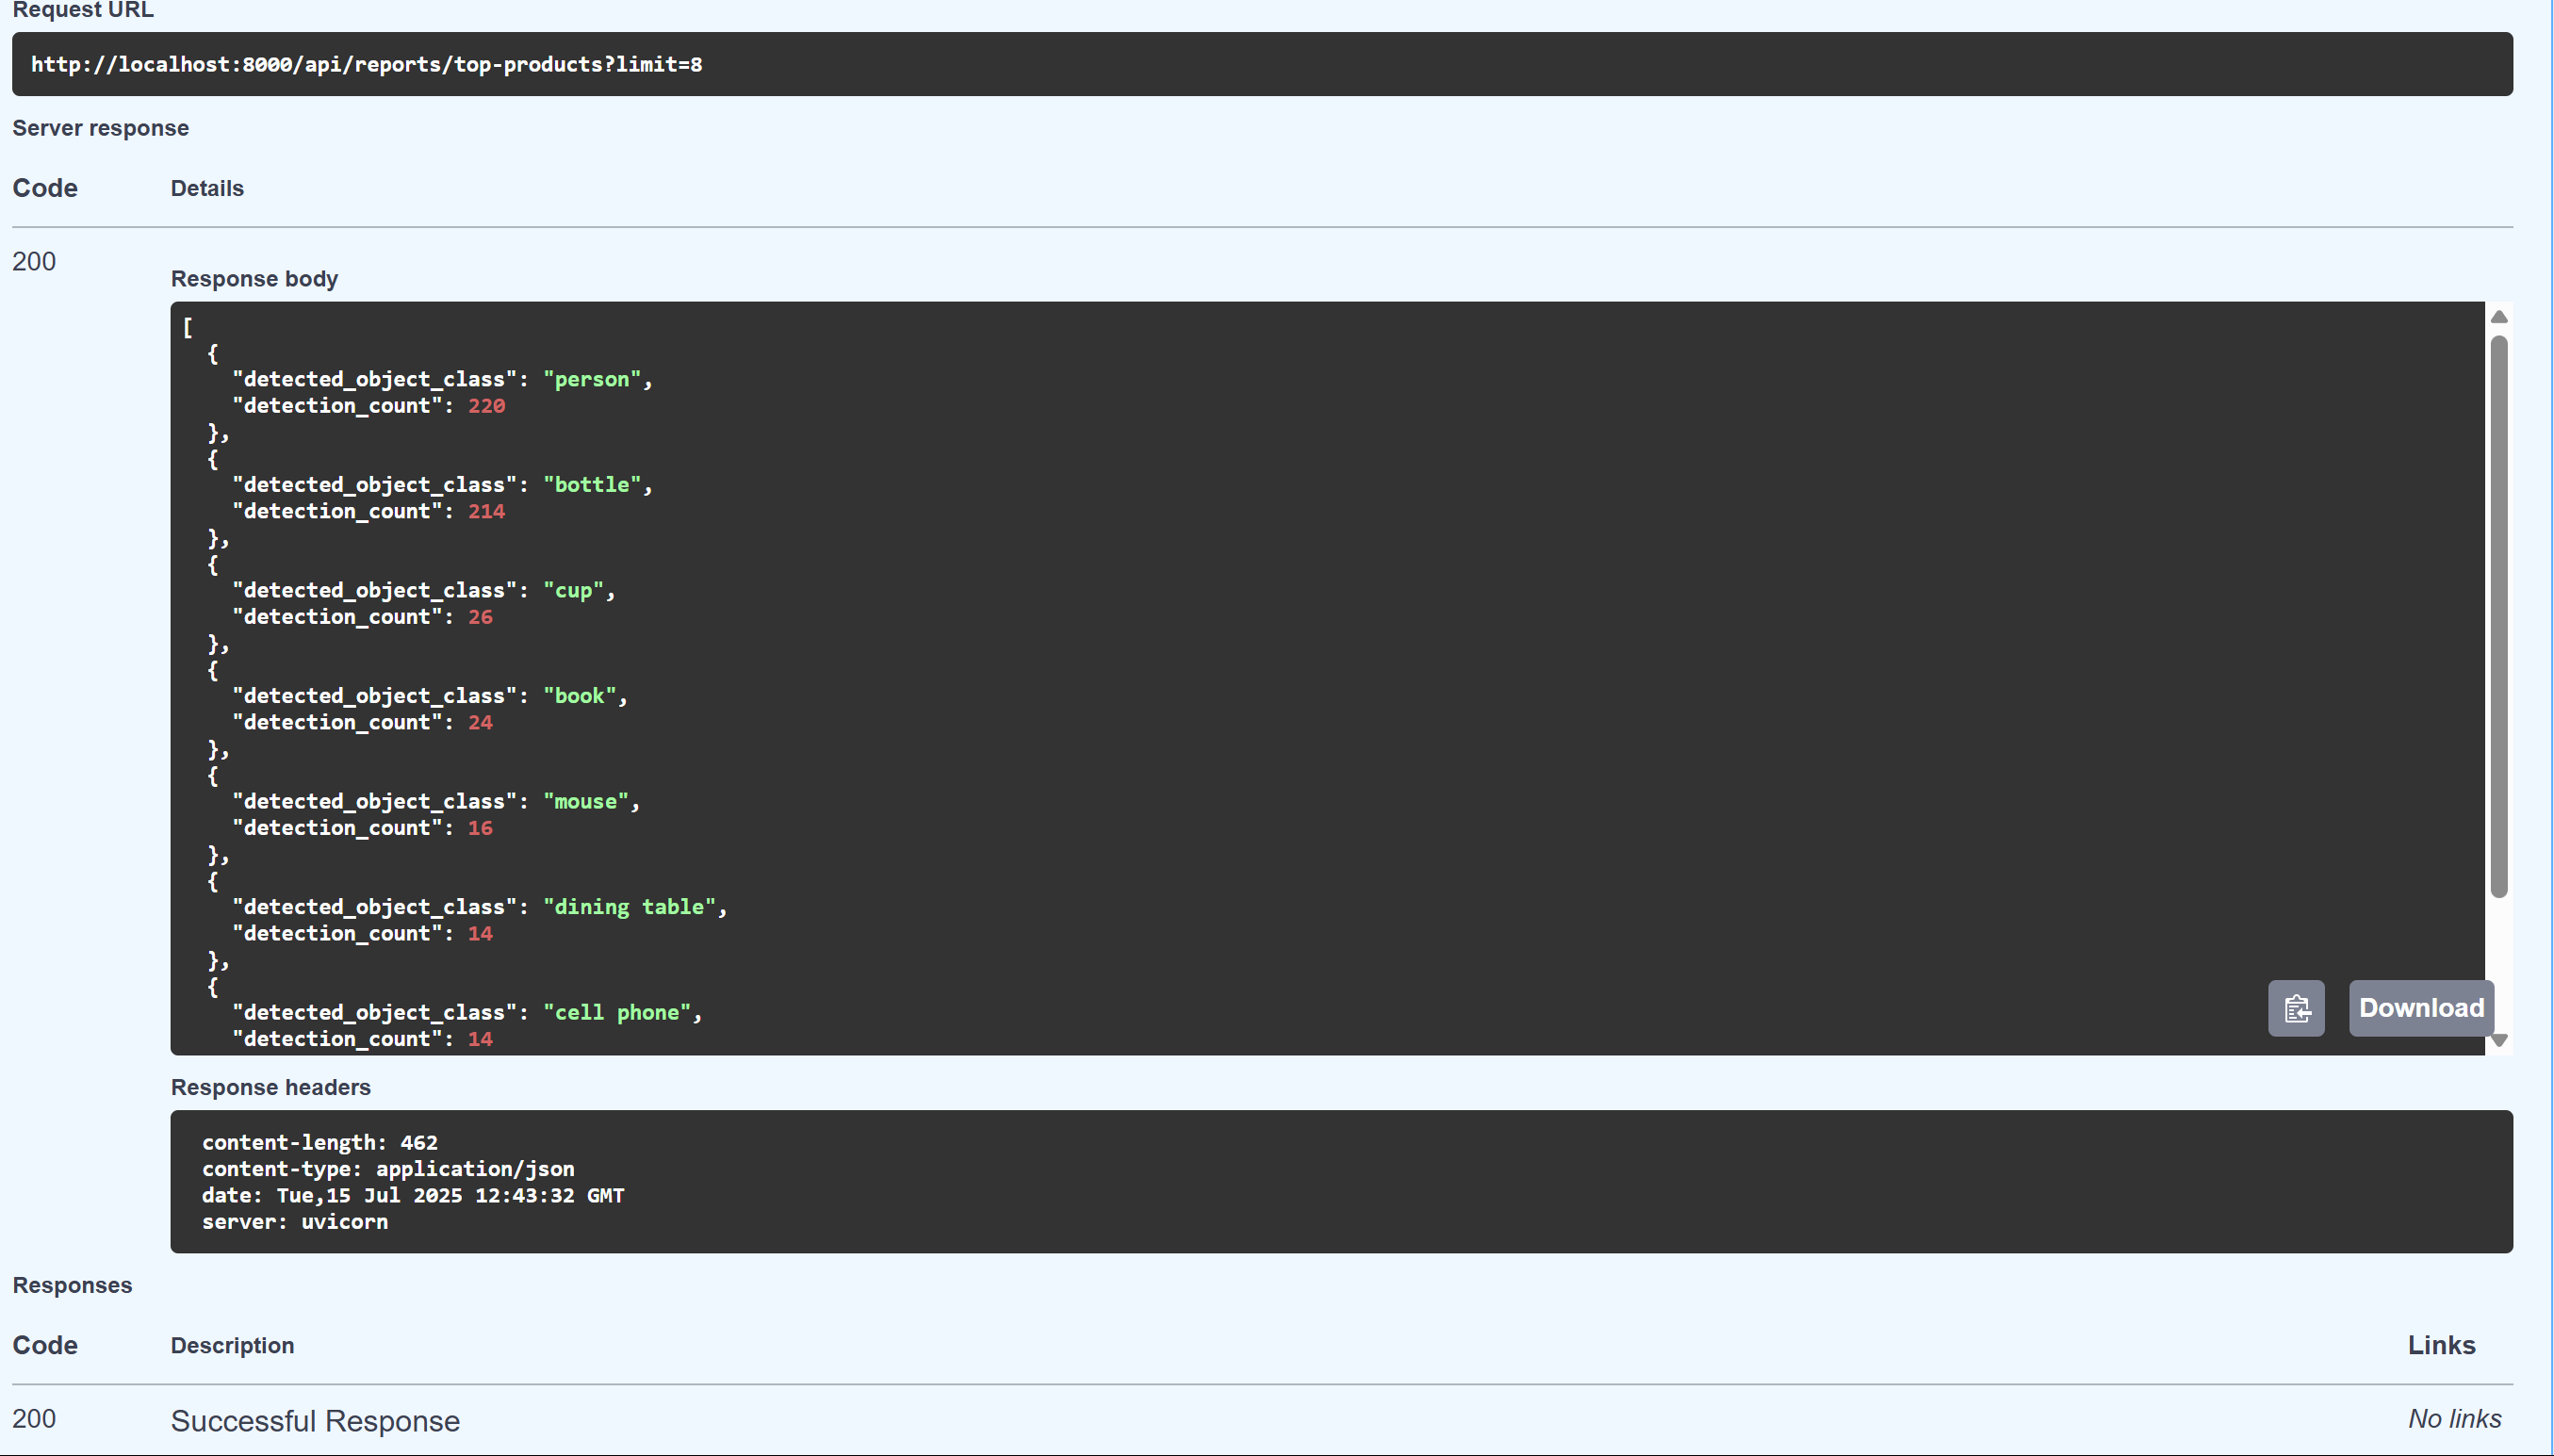 Request URL
http://localhost:8000/api/reports/top-products?limit=8
Server response
Code Details
200
Response body
[
  {
    "detected_object_class": "person",
    "detection_count": 220
  },
  {
    "detected_object_class": "bottle",
    "detection_count": 214
  },
  {
    "detected_object_class": "cup",
    "detection_count": 26
  },
  {
    "detected_object_class": "book",
    "detection_count": 24
  },
  {
    "detected_object_class": "mouse",
    "detection_count": 16
  },
  {
    "detected_object_class": "dining table",
    "detection_count": 14
  },
  {
    "detected_object_class": "cell phone",
    "detection_count": 14
Download
Response headers
content-length: 462
content-type: application/json
date: Tue,15 Jul 2025 12:43:32 GMT
server: uvicorn
Responses
Code Description Links
200 Successful Response No links